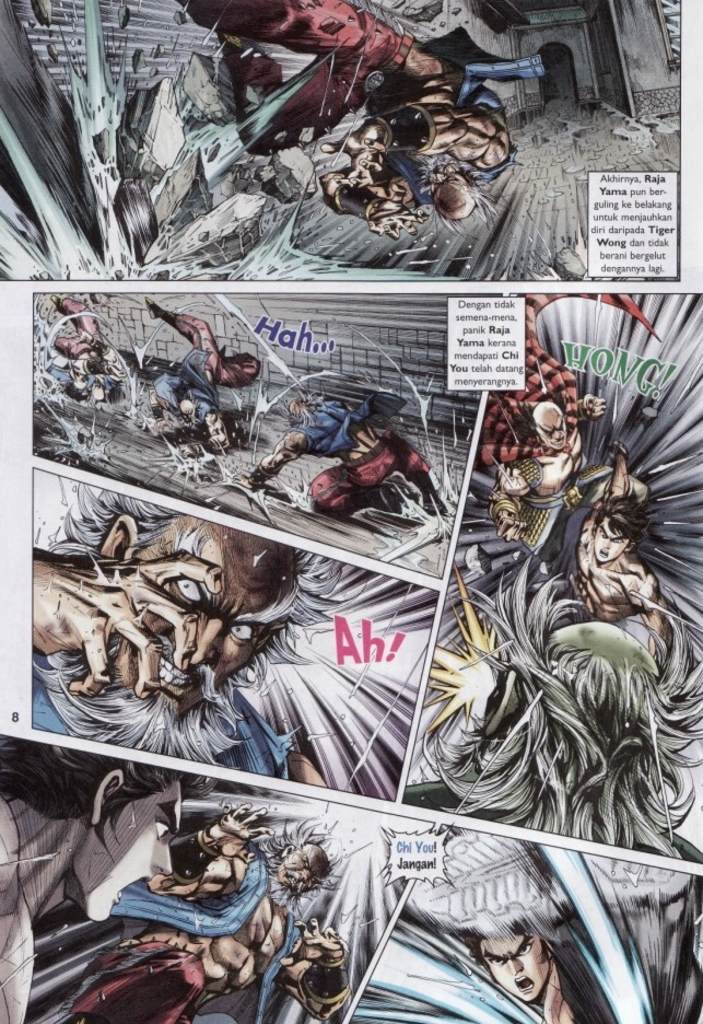 Akhirnya, Raja
Yama pun ber-
guling ke belakang
untuk menjauhkan
diri daripada Tiger
Wong dan tidak
berani bergelut
dengannya lagi.
Hah...
Dengan tidak
semena-mena,
panik Raja
Yama kerana
mendapati Chi
You telah datang
menyerangnya.
HONG!
Ah!
8
Chi You!
Jangan!